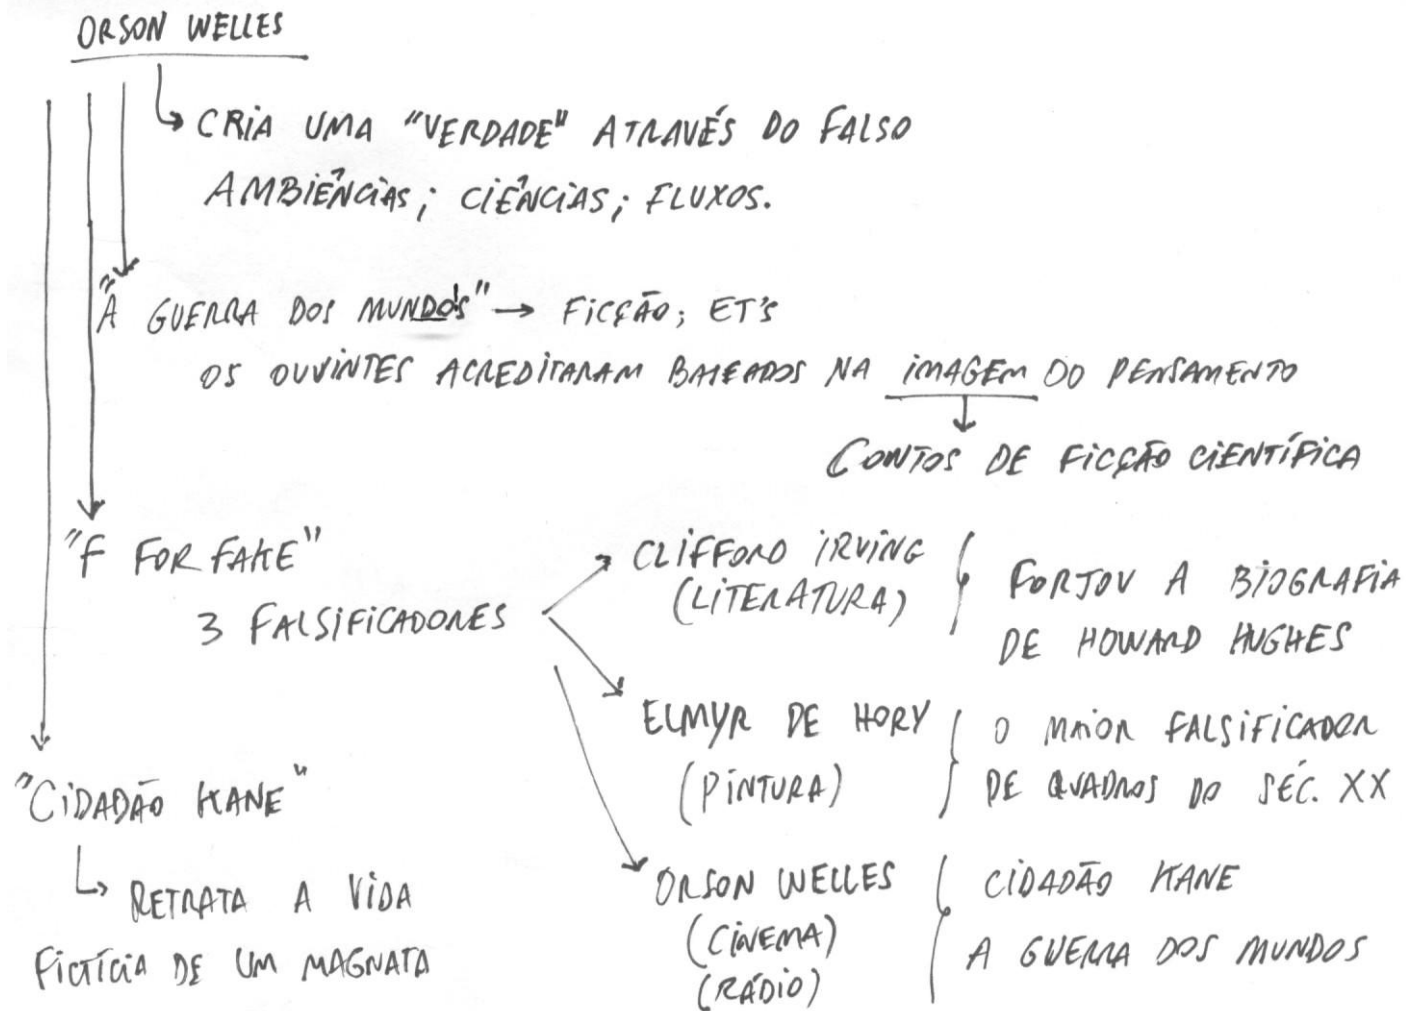 ORSON WELLES
CRIA UMA "VERDADE" ATRAVÉS DO FALSO
AMBIÊNCIAS; CIÊNCIAS; FLUXOS.
"A GUERRA DOS MUNDOS" → FICÇÃO; ET'S
OS OUVINTES ACREDITARAM BASEADOS NA IMAGEM DO PENSAMENTO
CONTOS DE FICÇÃO CIENTÍFICA
"F FOR FAKE"
3 FALSIFICADORES
CLIFFORD IRVING
(LITERATURA)
FORJOU A BIOGRAFIA
DE HOWARD HUGHES
ELMYR DE HORY
(PINTURA)
O MAIOR FALSIFICADOR
DE QUADROS DO SÉC. XX
ORSON WELLES
(CINEMA)
(RÁDIO)
CIDADÃO KANE
A GUERRA DOS MUNDOS
"CIDADÃO KANE"
RETRATA A VIDA
FICTÍCIA DE UM MAGNATA